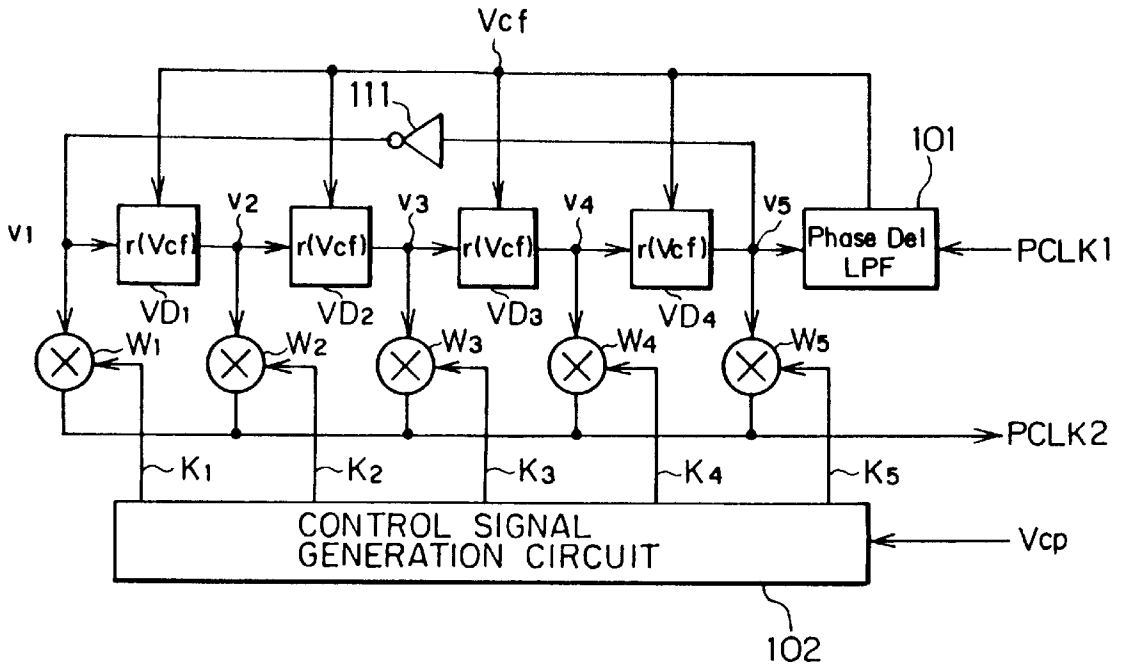 Vcf
111
101
v1
v2
v3
v4
v5
r(Vcf)
r(Vcf)
r(Vcf)
r(Vcf)
Phase Del
LPF
PCLK1
VD1
VD2
VD3
VD4
W1
W2
W3
W4
W5
PCLK2
K1
K2
K3
K4
K5
CONTROL SIGNAL
GENERATION CIRCUIT
Vcp
102